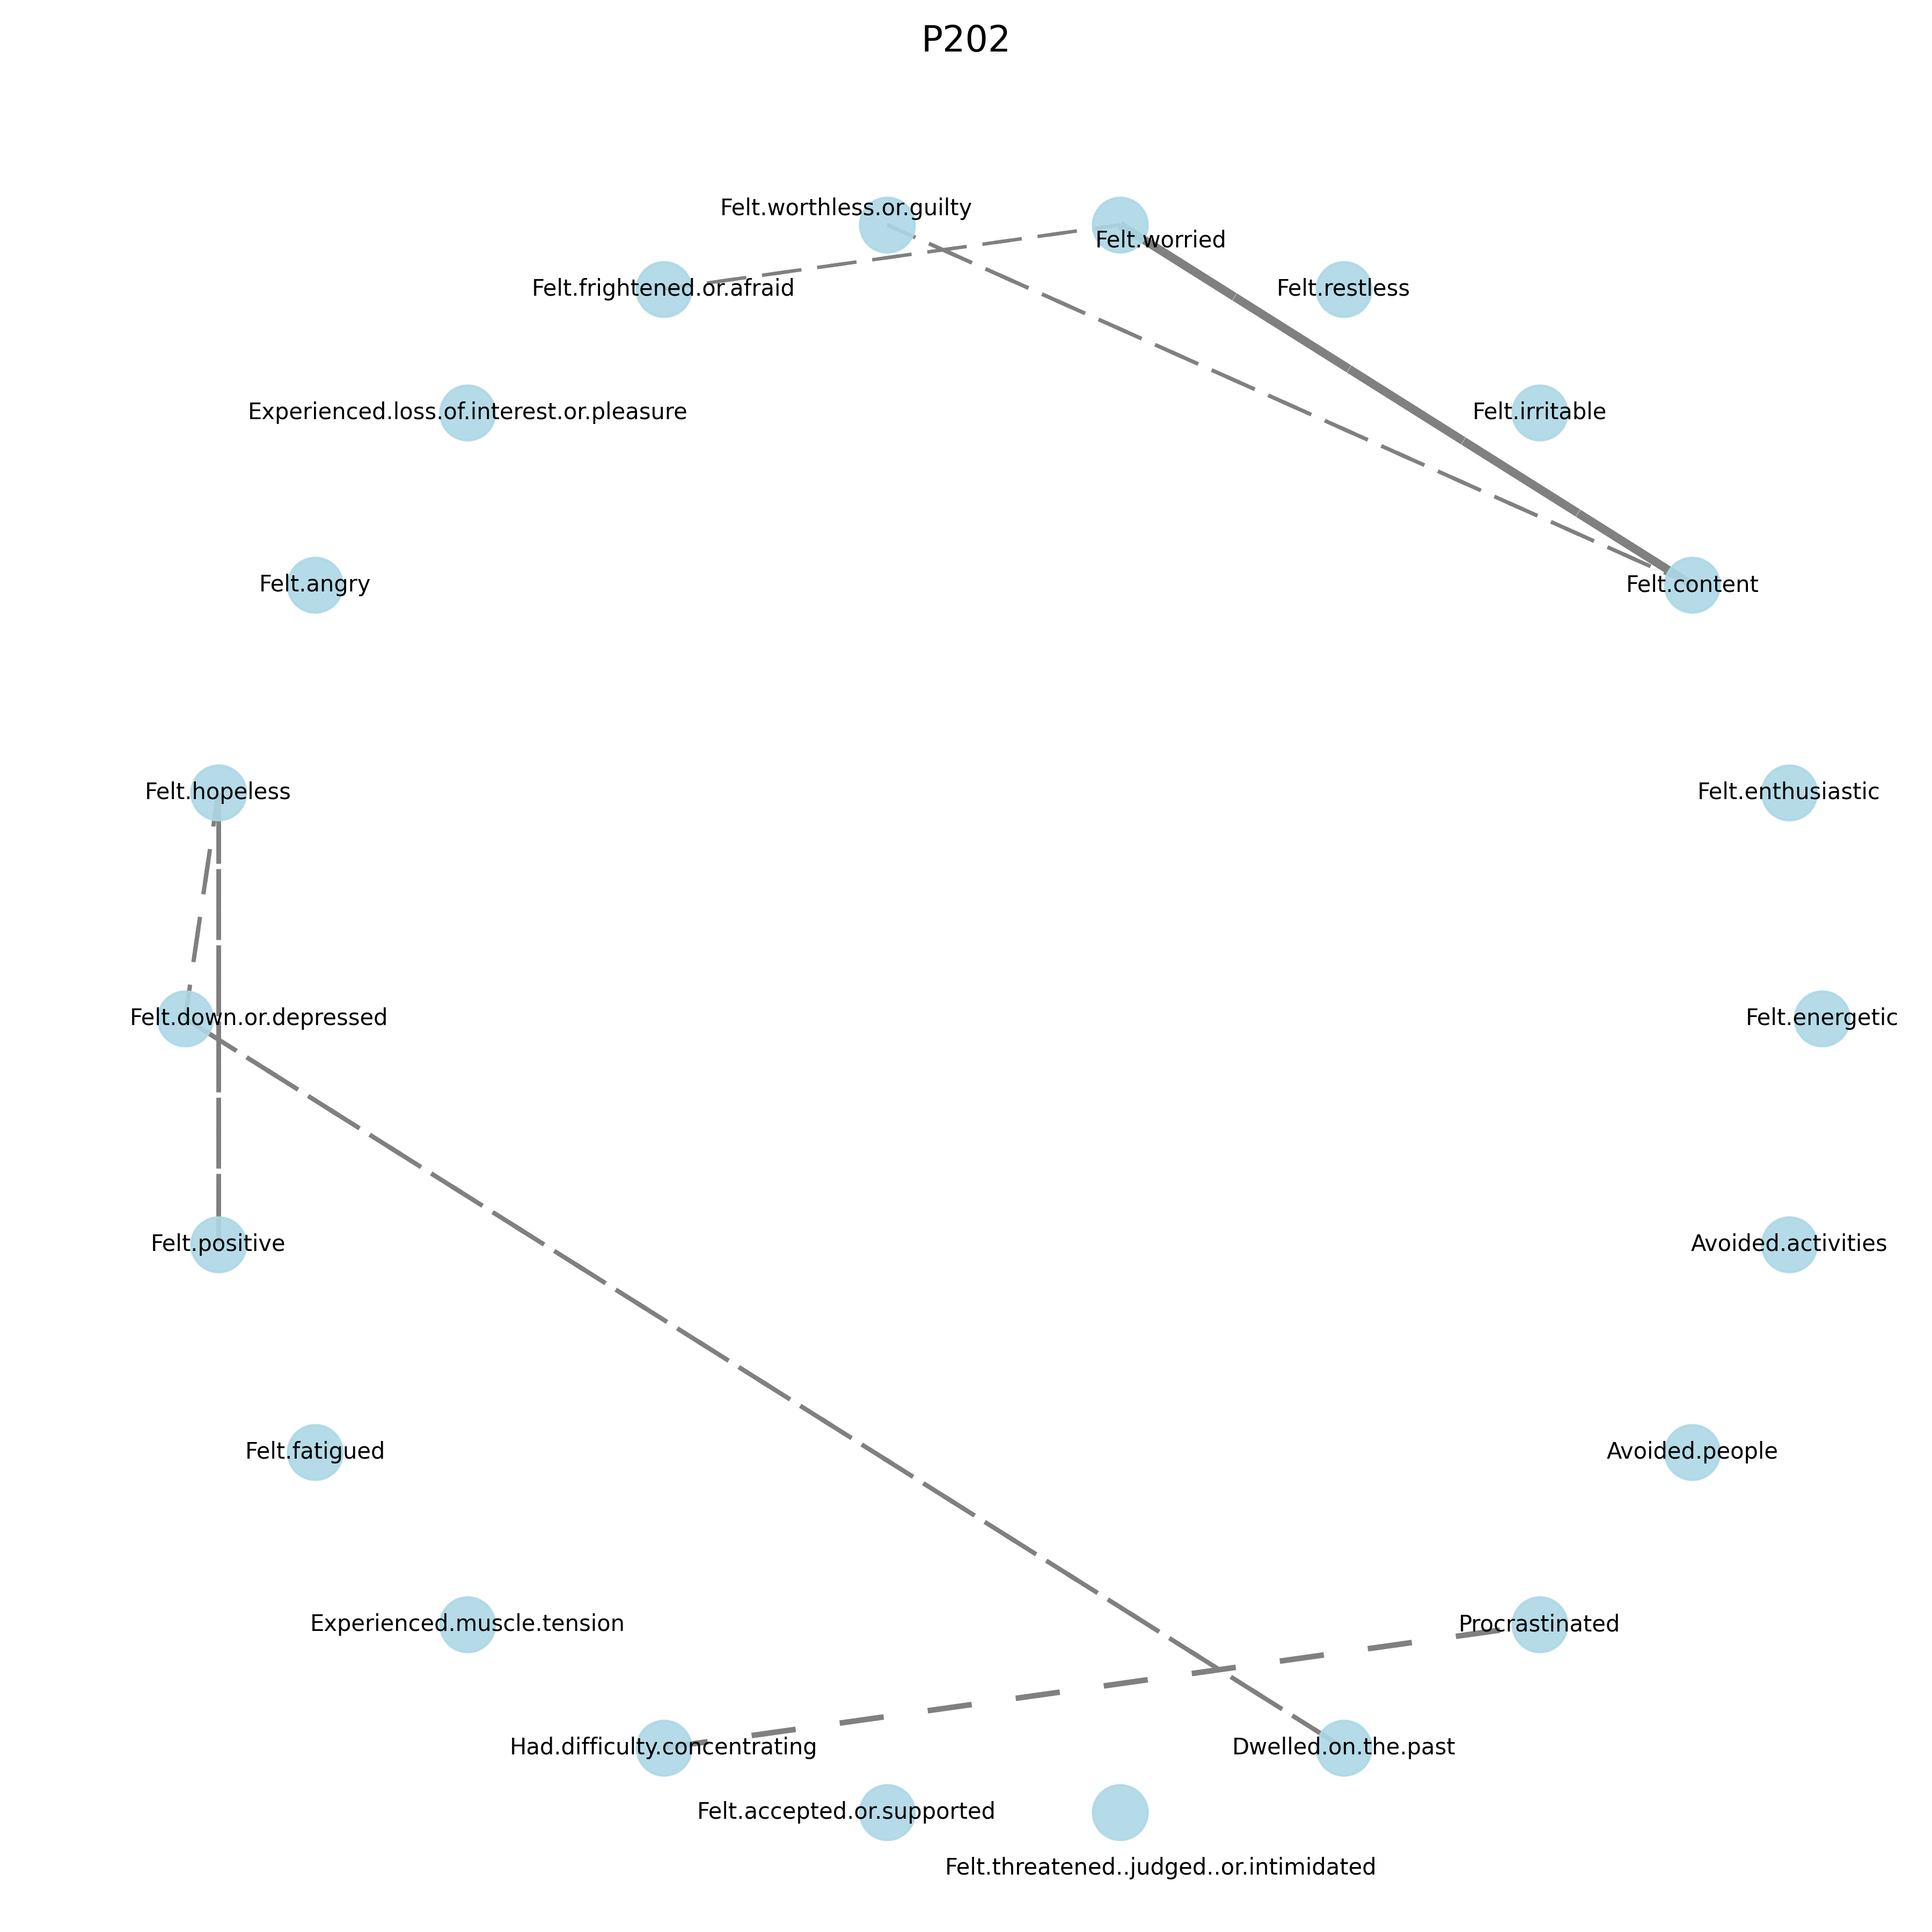 P202
Felt.worthless.or.guilty
Felt.worried
Felt.frightened.or.afraid
Felt.restless
Experienced.loss.of.interest.or.pleasure
Felt.irritable
Felt.angry
Felt.content
Felt.hopeless
Felt.enthusiastic
Felt.down.or.depressed
Felt.energetic
Felt.positive
Avoided.activities
Felt.fatigued
Avoided.people
Experienced.muscle.tension
Procrastinated
Had.difficulty.concentrating
Dwelled.on.the.past
Felt.accepted.or.supported
Felt.threatened..judged..or.intimidated